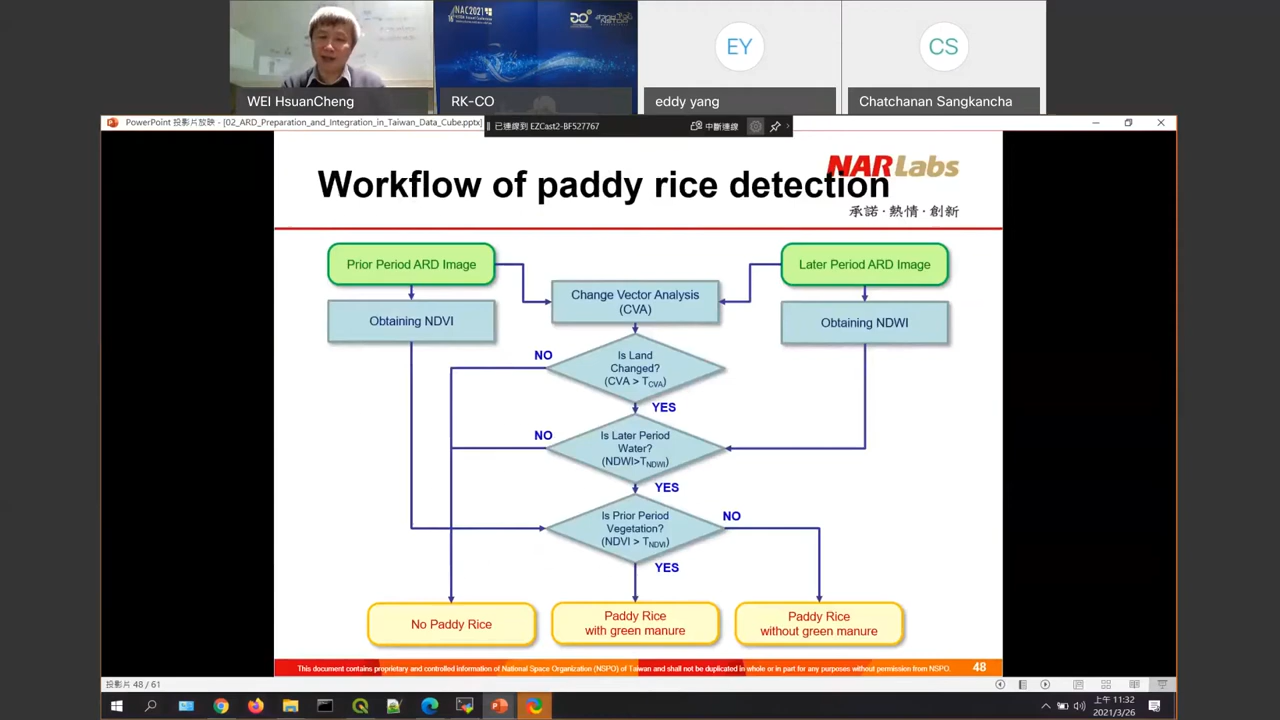 NAC2021
NSTDA
WEI HsuanCheng
RK-CO
EY
eddy yang
CS
Chatchanan Sangkancha
PowerPoint 投影片放映 - [02_ARD_Preparation_and_Integration_in_Taiwan_Data_Cube.pptx]
已連線到 EZCast2-BF527767
中斷連線
NARLabs
Workflow of paddy rice detection
承諾·熱情·創新
Prior Period ARD Image
Later Period ARD Image
Change Vector Analysis
(CVA)
Obtaining NDVI
Obtaining NDWI
NO
Is Land
Changed?
(CVA > TCVA)
YES
NO
Is Later Period
Water?
(NDWI>TNDWI)
YES
Is Prior Period
Vegetation?
(NDVI > TNDVI)
NO
YES
No Paddy Rice
Paddy Rice
with green manure
Paddy Rice
without green manure
This document contains proprietary and controlled information of National Space Organization (NSPO) of Taiwan and shall not be duplicated in whole or in part for any purposes without permission from NSPO.
48
投影片 48 / 61
上午 11:32
2021/3/26